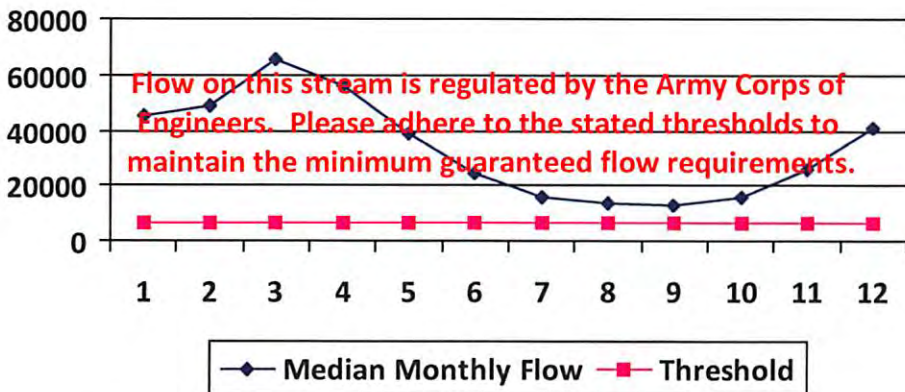 80000
60000
40000
20000
0
Flow on this stream is regulated by the Army Corps of
Engineers. Please adhere to the stated thresholds to
maintain the minimum guaranteed flow requirements.
1 2 3 4 5 6 7 8 9 10 11 12
Median Monthly Flow Threshold